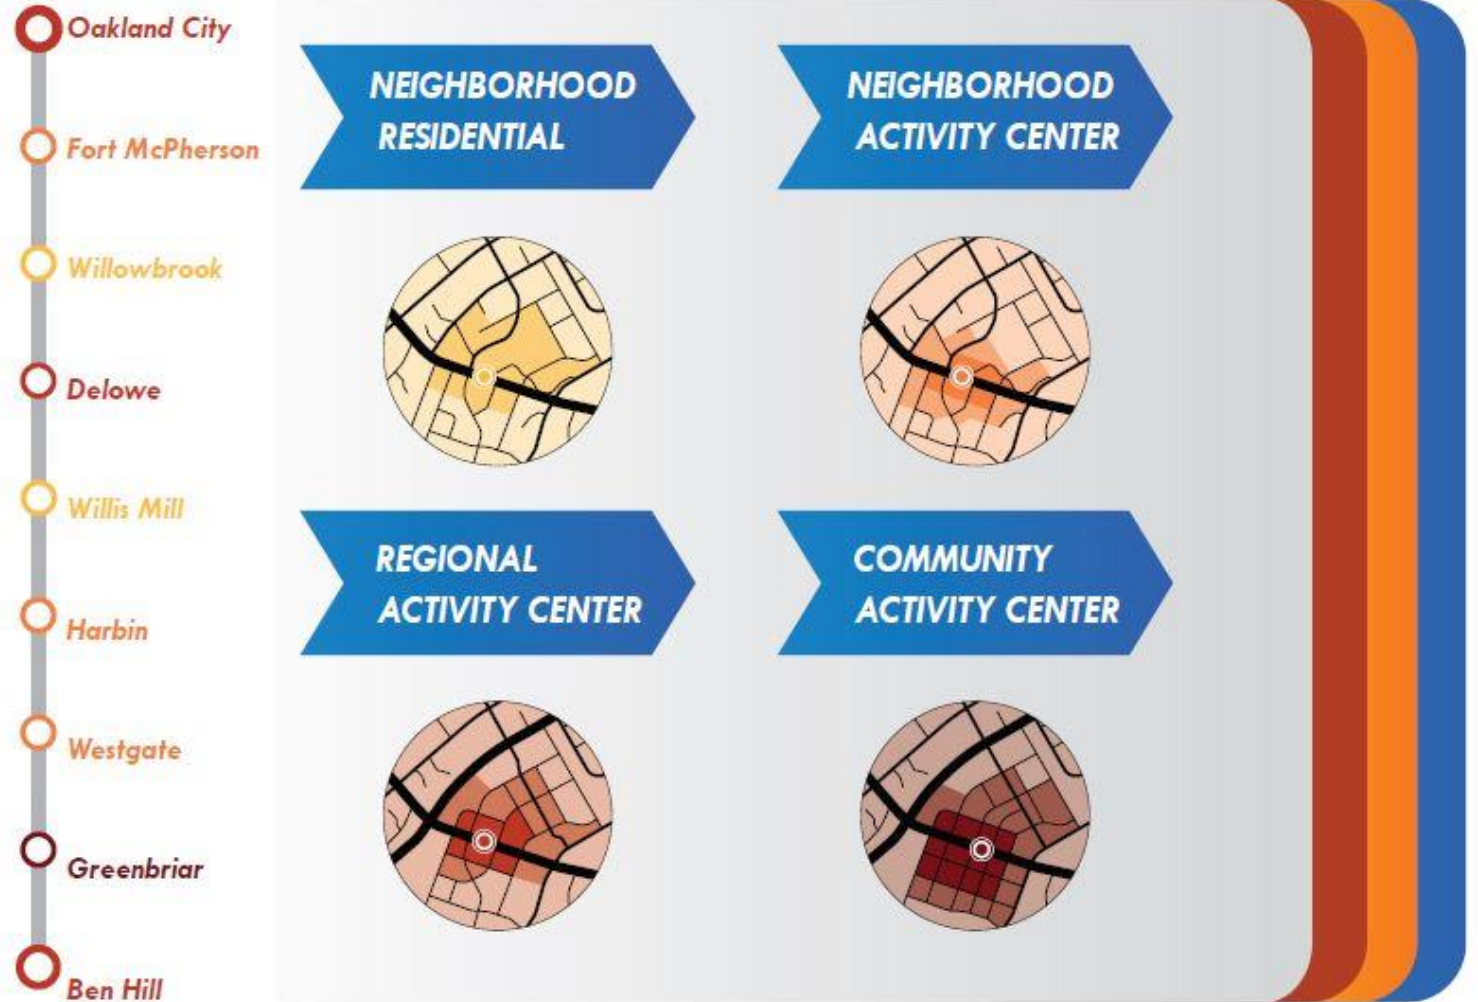 Oakland City
Fort McPherson
Willowbrook
Delowe
Willis Mill
Harbin
Westgate
Greenbriar
Ben Hill
NEIGHBORHOOD
RESIDENTIAL
NEIGHBORHOOD
ACTIVITY CENTER
REGIONAL
ACTIVITY CENTER
COMMUNITY
ACTIVITY CENTER